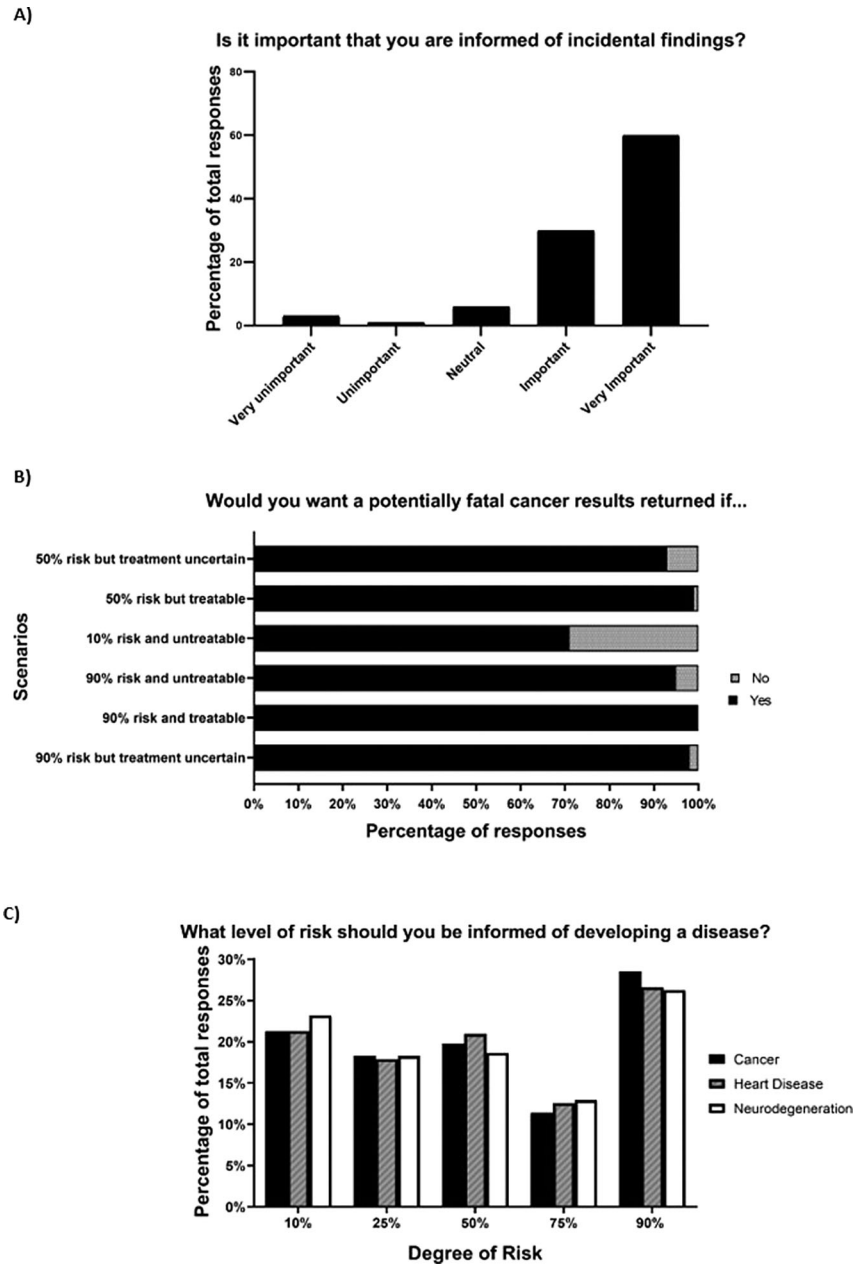 A)
Is it important that you are informed of incidental findings?
Percentage of total responses
80
60
40
20
0
Very unimportant
Unimportant
Neutral
Important
Very Important
B)
Would you want a potentially fatal cancer results returned if...
Scenarios
50% risk but treatment uncertain
50% risk but treatable
10% risk and untreatable
90% risk and untreatable
90% risk and treatable
90% risk but treatment uncertain
No
Yes
0% 10% 20% 30% 40% 50% 60% 70% 80% 90% 100%
Percentage of responses
C)
What level of risk should you be informed of developing a disease?
Percentage of total responses
30%
25%
20%
15%
10%
5%
0%
Cancer
Heart Disease
Neurodegeneration
10% 25% 50% 75% 90%
Degree of Risk